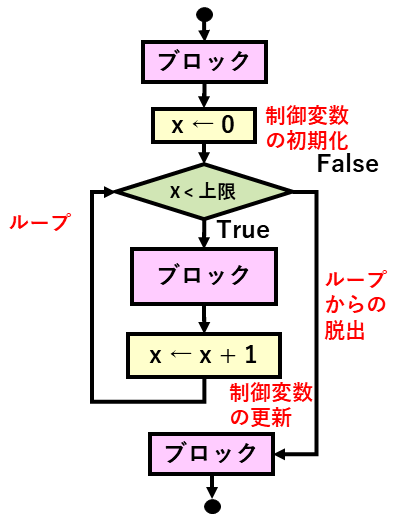 ブロック
x ← 0
制御変数
の初期化
False
x < 上限
ループ
True
ブロック
ループ
からの
脱出
x ← x + 1
制御変数
の更新
ブロック